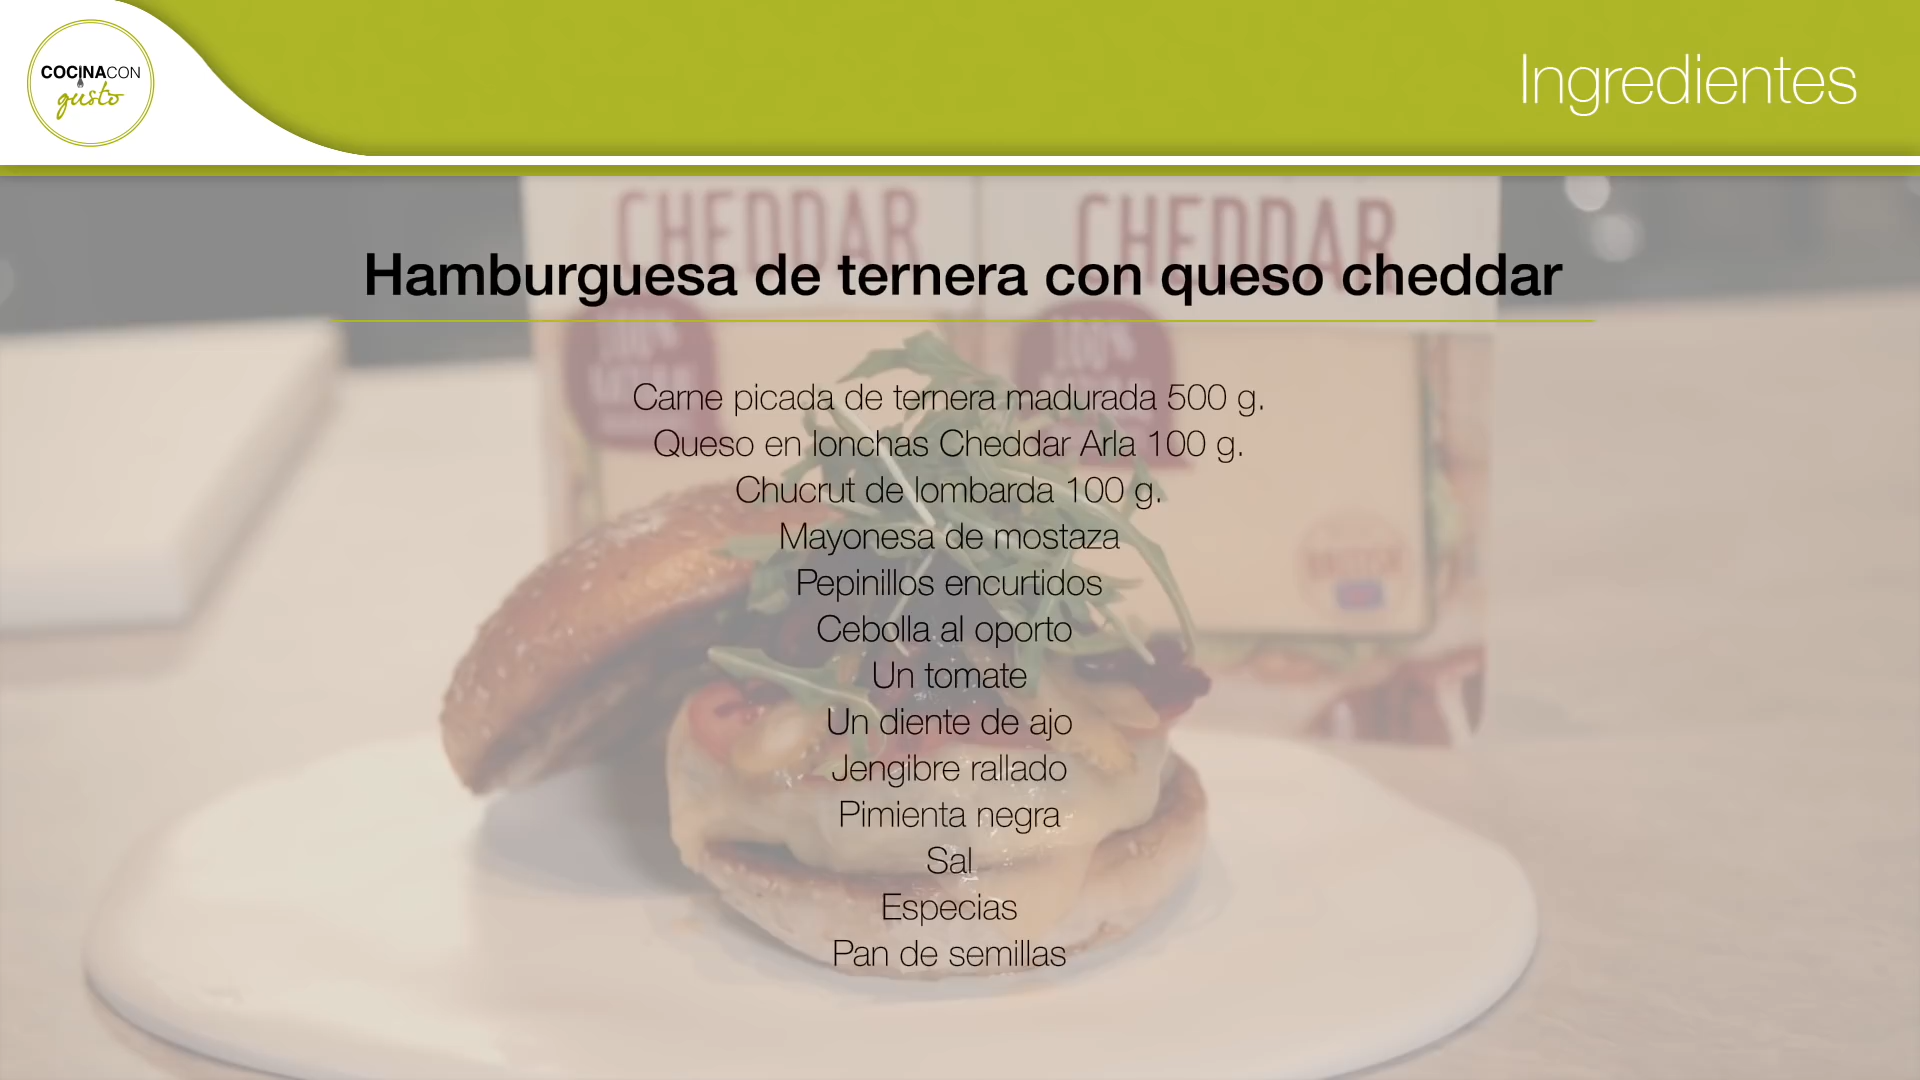 COCINACON
gusto
Ingredientes
CHEDDAR CHEDDAR
Hamburguesa de ternera con queso cheddar
100% 100%
Carne picada de ternera madurada 500 g.
Queso en lonchas Cheddar Arla 100 g.
Chucrut de lombarda 100 g.
Mayonesa de mostaza
Pepinillos encurtidos
Cebolla al oporto
Un tomate
Un diente de ajo
Jengibre rallado
Pimienta negra
Sal
Especias
Pan de semillas